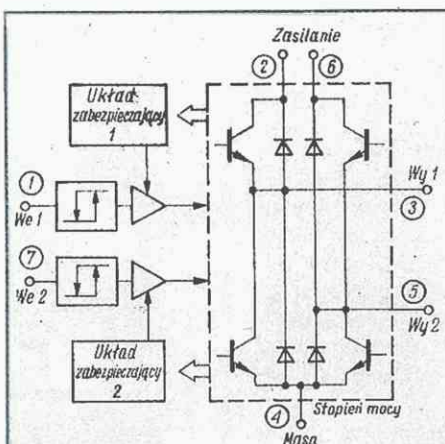 Zasilanie
2 6
Układ
zabezpieczający
1
1
We 1
Wy 1
3
7
We 2
5
Wy 2
Układ
zabezpieczający
2
4
Stopień mocy
Masa